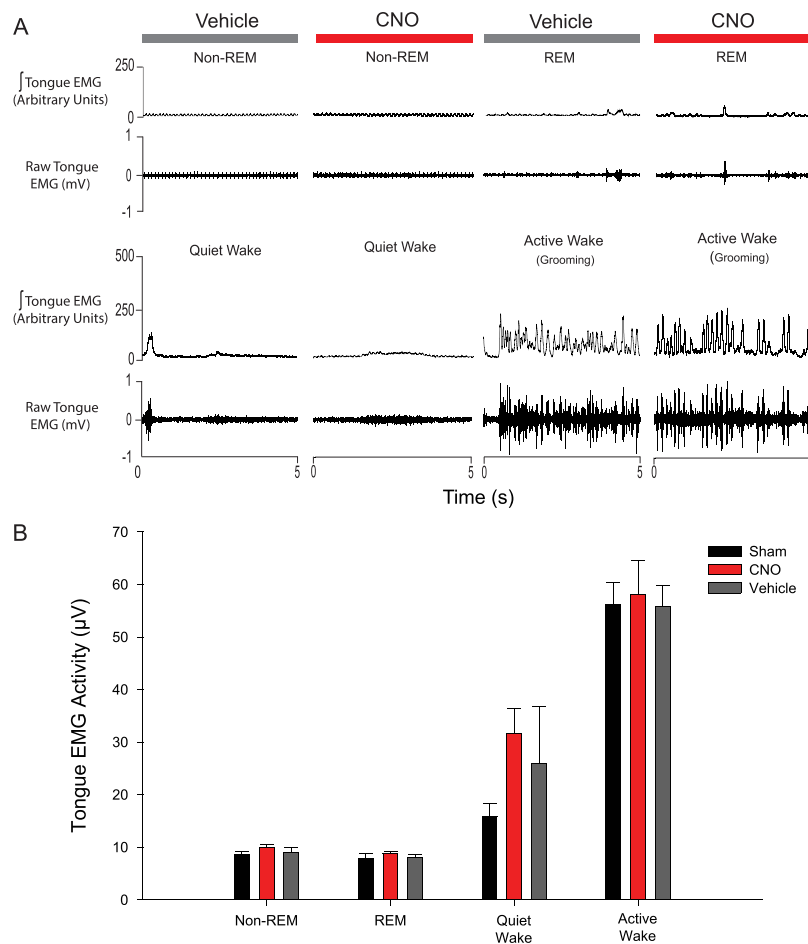 A
Vehicle CNO Vehicle CNO
Non-REM Non-REM REM REM
250
∫Tongue EMG
(Arbitrary Units)
0
1
Raw Tongue
EMG (mV)
0
-1
500
Quiet Wake Quiet Wake Active Wake Active Wake
(Grooming) (Grooming)
∫Tongue EMG
(Arbitrary Units)
250
0
1
Raw Tongue
EMG (mV)
0
-1
0 5 0 5 0 5 0 5
Time (s)
B
70
60
50
40
30
20
10
0
Tongue EMG Activity (µV)
Sham
CNO
Vehicle
Non-REM REM Quiet Active
Wake Wake